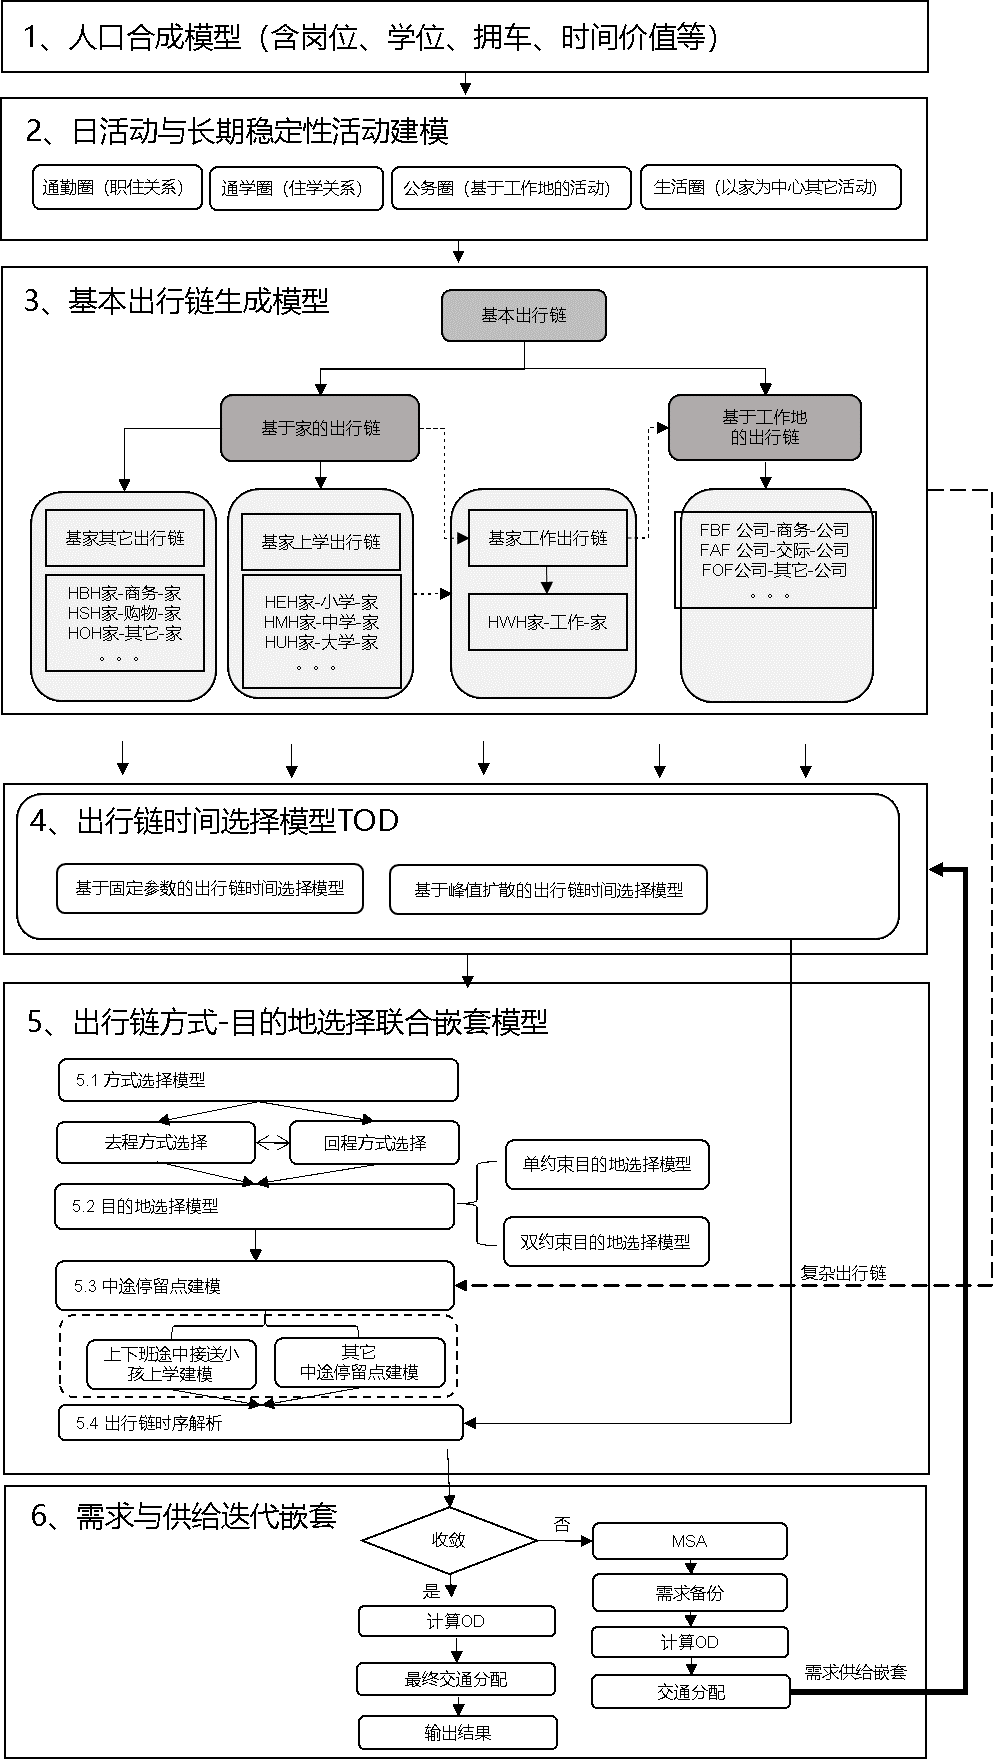 1、人口合成模型（含岗位、学位、拥车、时间价值等）
2、日活动与长期稳定性活动建模
通勤圈（职住关系）
通学圈（住学关系）
公务圈（基于工作地的活动）
生活圈（以家为中心其它活动）
3、基本出行链生成模型
基本出行链
基于家的出行链
基于工作地
的出行链
基家其它出行链
HBH家-商务-家
HSH家-购物-家
HOH家-其它-家
。。。
基家上学出行链
HEH家-小学-家
HMH家-中学-家
HUH家-大学-家
。。。
基家工作出行链
HWH家-工作-家
FBF 公司-商务-公司
FAF 公司-交际-公司
FOF公司-其它-公司
。。。
4、出行链时间选择模型TOD
基于固定参数的出行链时间选择模型
基于峰值扩散的出行链时间选择模型
5、出行链方式-目的地选择联合嵌套模型
5.1 方式选择模型
去程方式选择
回程方式选择
5.2 目的地选择模型
单约束目的地选择模型
双约束目的地选择模型
5.3 中途停留点建模
复杂出行链
上下班途中接送小
孩上学建模
其它
中途停留点建模
5.4 出行链时序解析
6、需求与供给迭代嵌套
收敛
否
是
计算OD
最终交通分配
输出结果
MSA
需求备份
计算OD
交通分配
需求供给嵌套